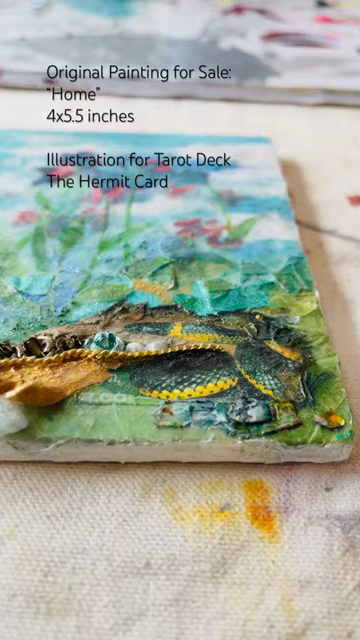 Original Painting for Sale:
“Home”
4x5.5 inches
Illustration for Tarot Deck
The Hermit Card